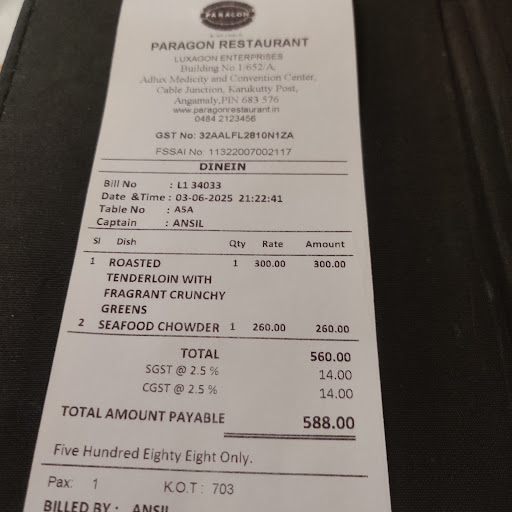 PARAGON
PARAGON RESTAURANT
LUXAGON ENTERPRISES
Building No 1/652/A,
Adlux Medicity and Convention Center,
Cable Junction, Karukutty Post,
Angamaly,PIN 683 576
www.paragonrestaurant.in
0484 2123456
GST No: 32AALFL2810N1ZA
FSSAI No 11322007002117
DINEIN
Bill No : L1 34033
Date &Time : 03-06-2025 21:22:41
Table No : A5A
Captain : ANSIL
Sl Dish Qty Rate Amount
1 ROASTED 1 300.00 300.00
TENDERLOIN WITH
FRAGRANT CRUNCHY
GREENS
2 SEAFOOD CHOWDER 1 260.00 260.00
TOTAL 560.00
SGST @ 2.5 % 14.00
CGST @ 2.5 % 14.00
TOTAL AMOUNT PAYABLE 588.00
Five Hundred Eighty Eight Only.
Pax: 1 K.O.T : 703
BILLED BY : ANSIL